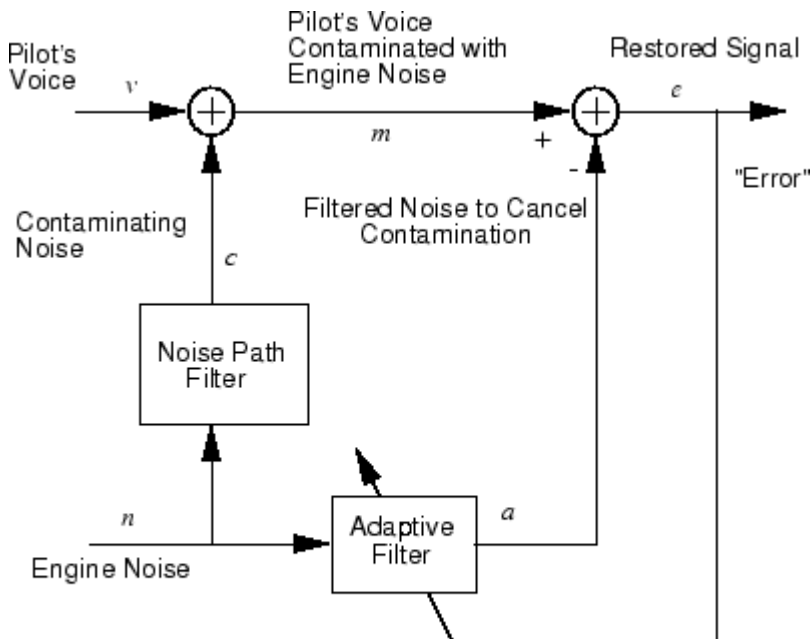 Pilot's
Voice
v
Pilot's Voice
Contaminated with
Engine Noise
m
Restored Signal
e
+
+
+
-
"Error"
Contaminating
Noise
c
Filtered Noise to Cancel
Contamination
Noise Path
Filter
n
Engine Noise
Adaptive
Filter
a